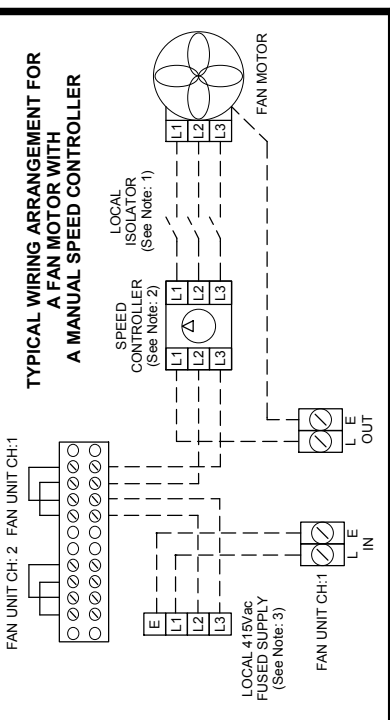 TYPICAL WIRING ARRANGEMENT FOR
A FAN MOTOR WITH
A MANUAL SPEED CONTROLLER
FAN UNIT CH: 2
FAN UNIT CH:1
SPEED
CONTROLLER
(See Note: 2)
LOCAL
ISOLATOR
(See Note: 1)
FAN MOTOR
L1
L2
L3
L1
L2
L3
L1
L2
L3
E
L1
L2
L3
LOCAL 415Vac
FUSED SUPPLY
(See Note: 3)
FAN UNIT CH:1
L E
IN
L E
OUT